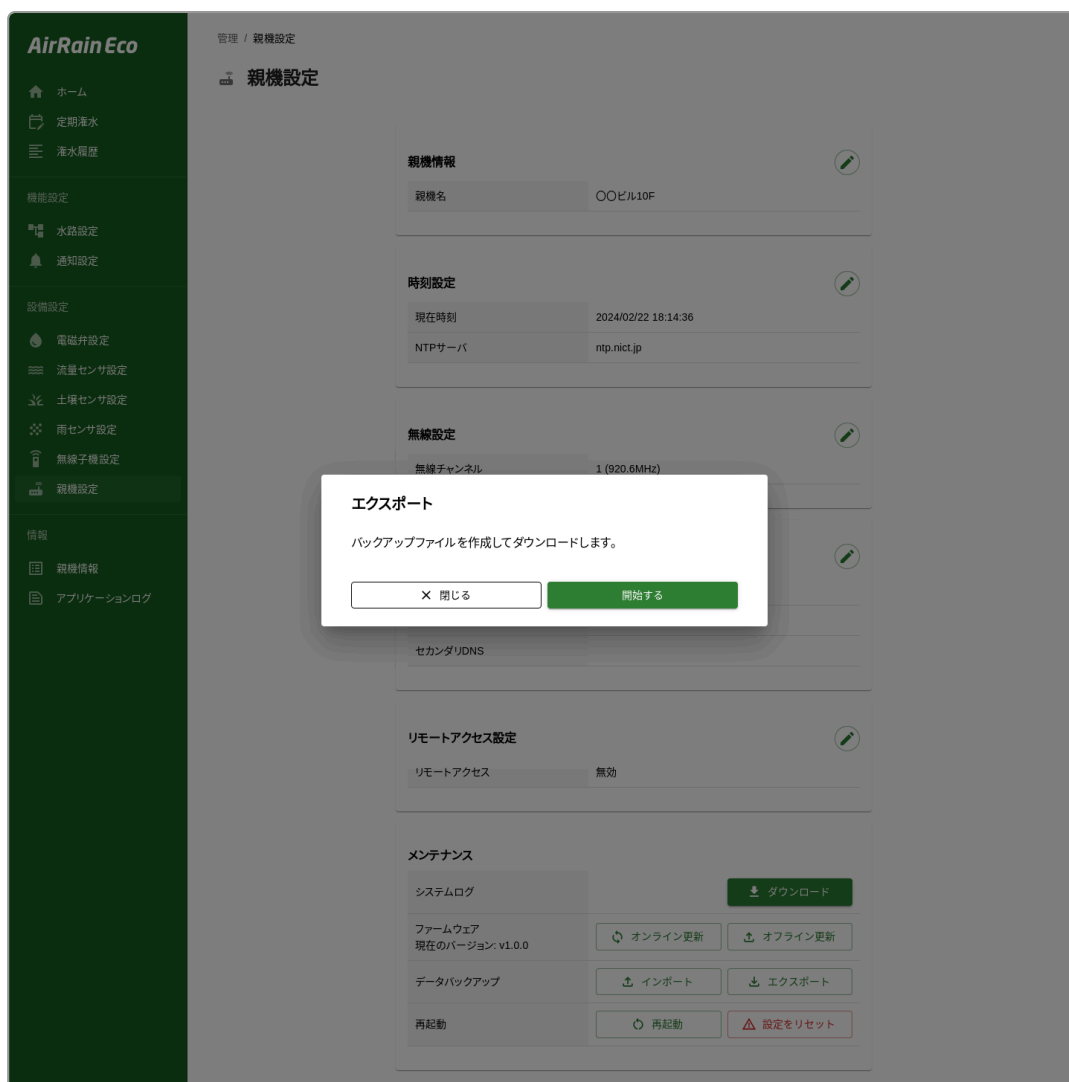 AirRain Eco
ホーム
定期潅水
潅水履歴
機能設定
水路設定
通知設定
設備設定
電磁弁設定
流量センサ設定
土壌センサ設定
雨センサ設定
無線子機設定
親機設定
情報
親機情報
アプリケーションログ
管理 / 親機設定
親機設定
親機情報
親機名 〇〇ビル10F
時刻設定
現在時刻 2024/02/22 18:14:36
NTPサーバ ntp.nict.jp
無線設定
無線チャンネル 1 (920.6MHz)
エクスポート
バックアップファイルを作成してダウンロードします。
閉じる 開始する
セカンダリDNS
リモートアクセス設定
リモートアクセス 無効
メンテナンス
システムログ ダウンロード
ファームウェア
現在のバージョン: v1.0.0
オンライン更新 オフライン更新
データバックアップ インポート エクスポート
再起動 再起動 設定をリセット